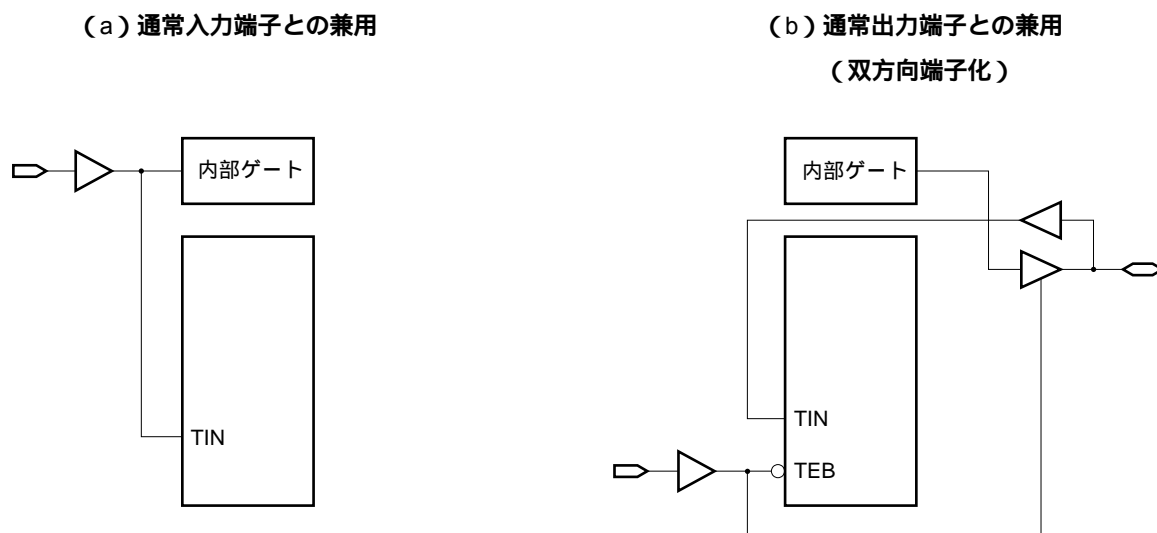 (a)通常入力端子との兼用
内部ゲート
TIN
(b)通常出力端子との兼用
(双方向端子化)
内部ゲート
TIN
TEB